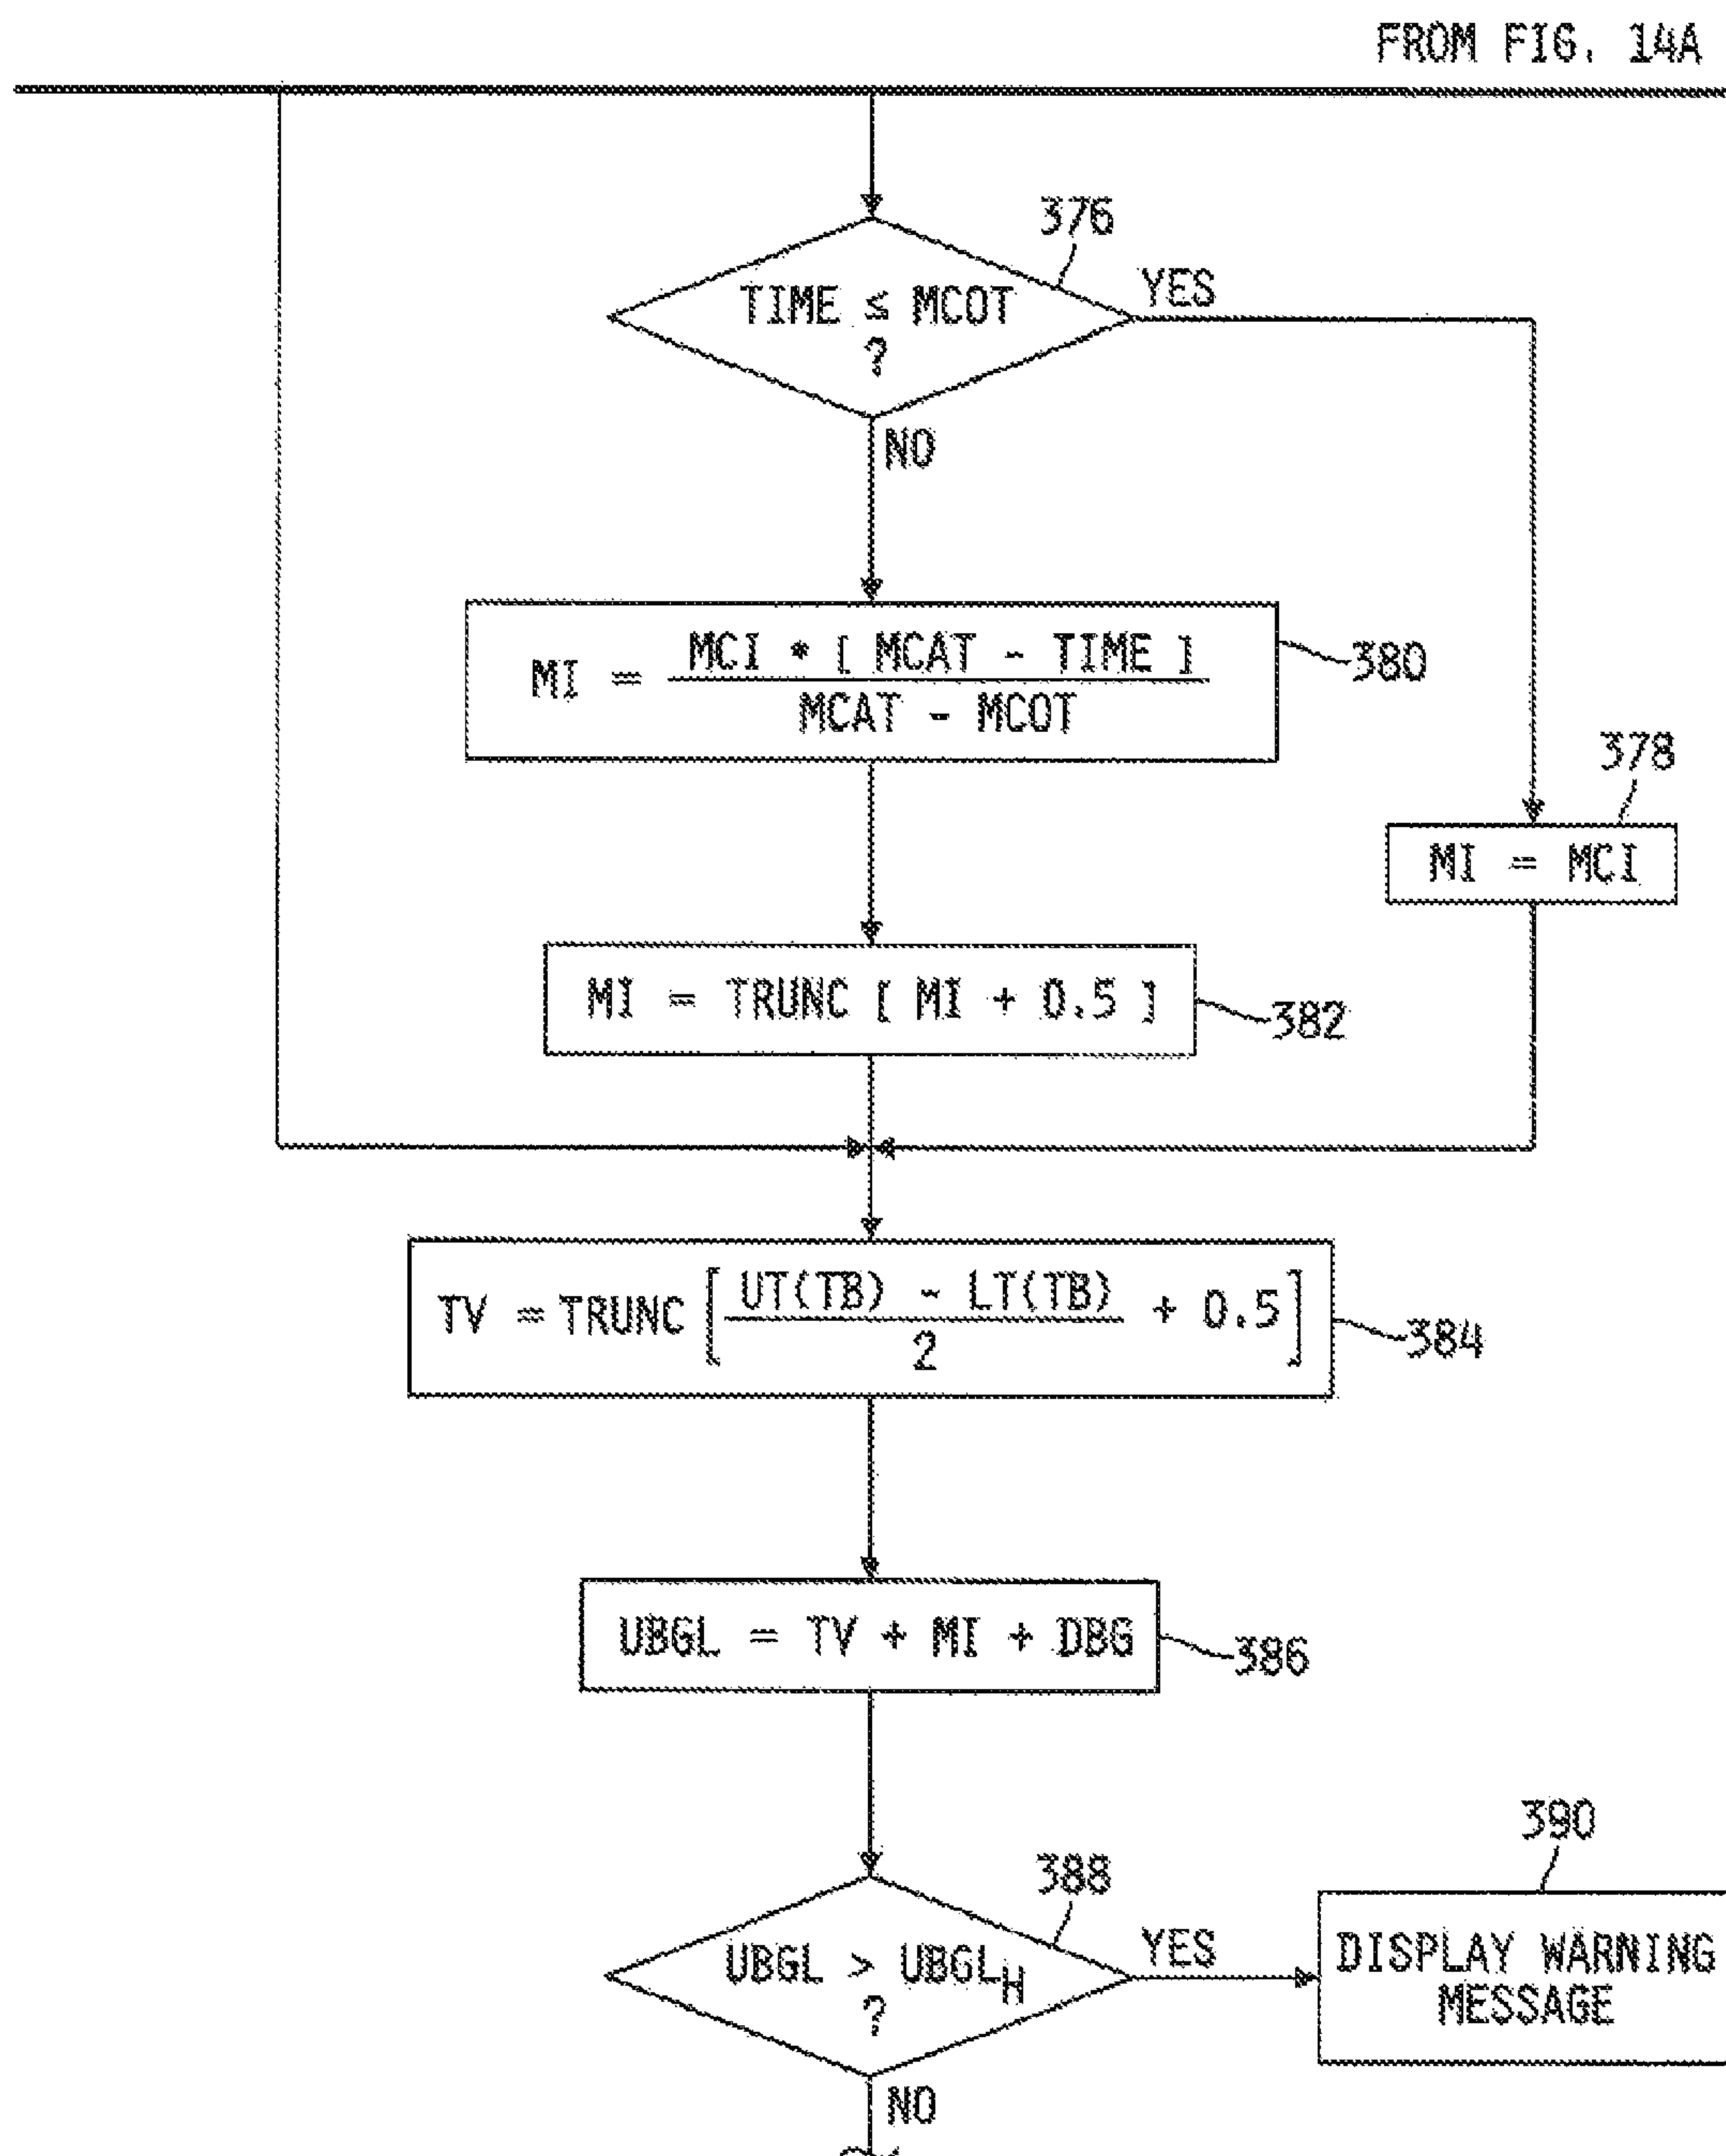 FROM FIG. 14A
376
TIME ≤ MCOT
?
YES
NO
MCI * [ MCAT - TIME ]
MI =
MCAT - MCOT
380
378
MI = MCI
MI = TRUNC [ MI + 0.5 ]
382
UT(TB) - LT(TB)
TV = TRUNC [ + 0.5 ]
2
384
UBGL = TV + MI + DBG
386
390
388
UBGL > UBGL_H
?
YES
DISPLAY WARNING
MESSAGE
NO